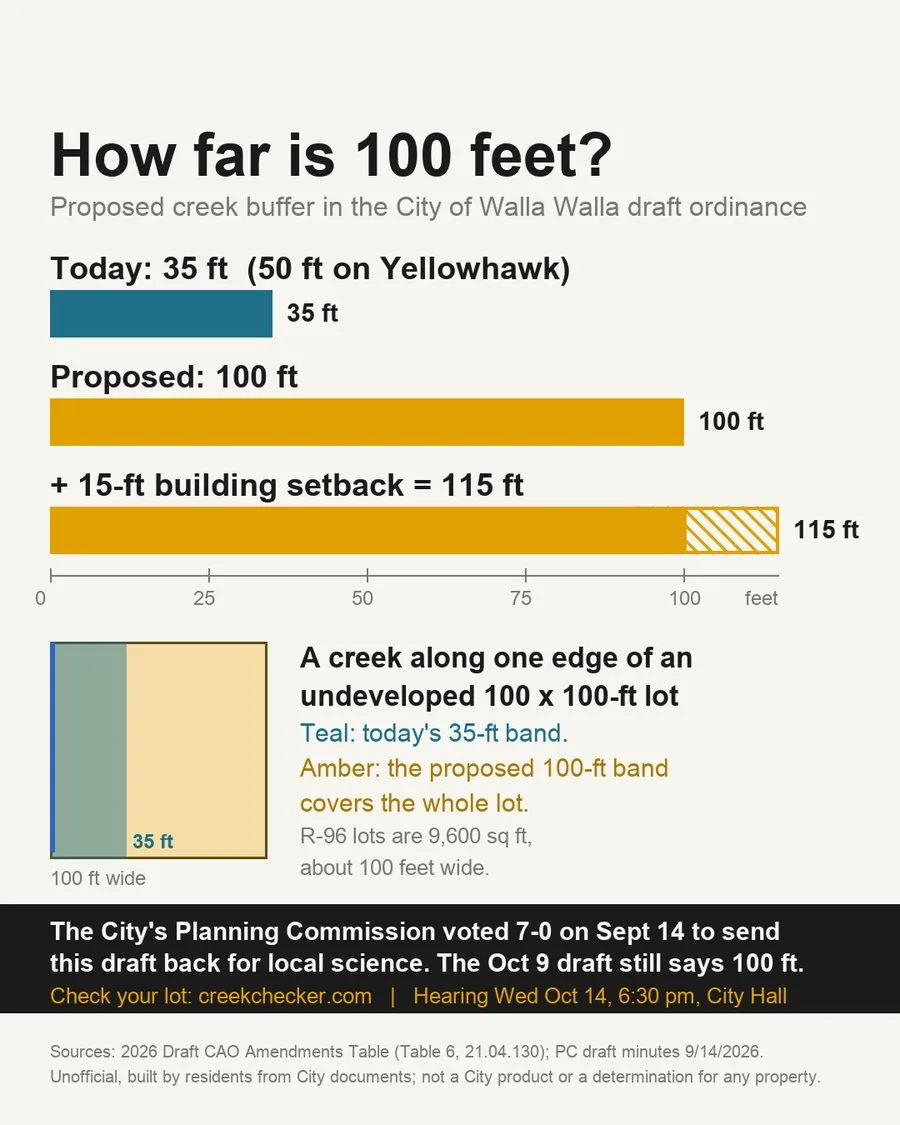 How far is 100 feet?
Proposed creek buffer in the City of Walla Walla draft ordinance
Today: 35 ft  (50 ft on Yellowhawk)
35 ft
Proposed: 100 ft
100 ft
+ 15-ft building setback = 115 ft
115 ft
0 25 50 75 100 feet
A creek along one edge of an
undeveloped 100 x 100-ft lot
Teal: today's 35-ft band.
Amber: the proposed 100-ft band
covers the whole lot.
R-96 lots are 9,600 sq ft,
about 100 feet wide.
35 ft
100 ft wide
The City's Planning Commission voted 7-0 on Sept 14 to send
this draft back for local science. The Oct 9 draft still says 100 ft.
Check your lot: creekchecker.com | Hearing Wed Oct 14, 6:30 pm, City Hall
Sources: 2026 Draft CAO Amendments Table (Table 6, 21.04.130); PC draft minutes 9/14/2026.
Unofficial, built by residents from City documents; not a City product or a determination for any property.